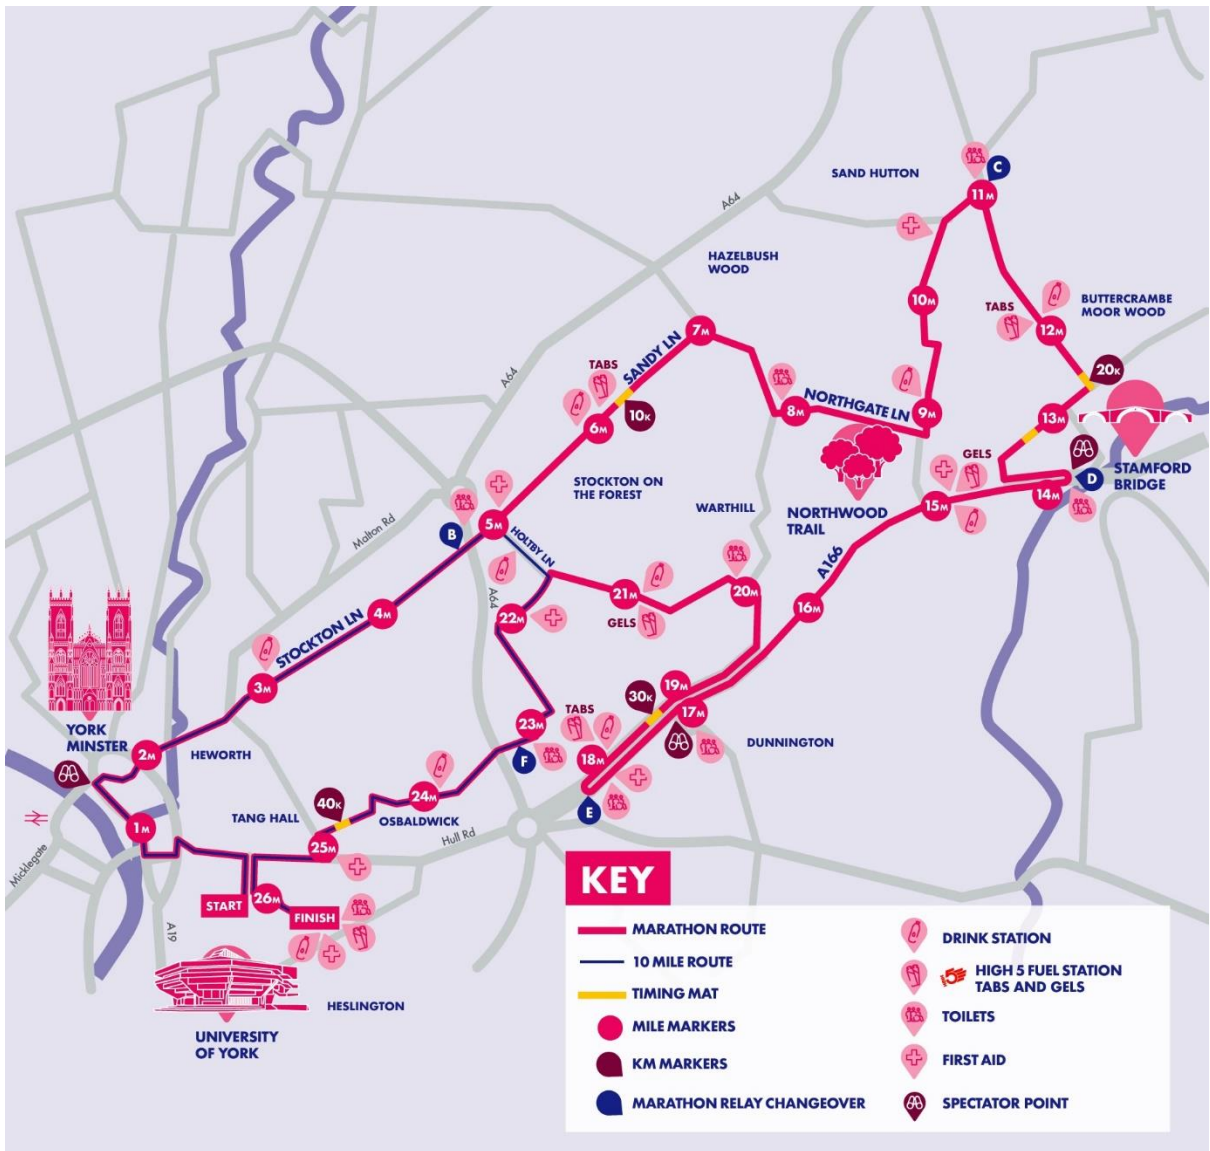 SAND HUTTON
C
11M
A64
HAZELBUSH
WOOD
10M
TABS
BUTTERCRAMBE
MOOR WOOD
12M
7M
SANDY LN
TABS
20K
A64
10K
6M
8M
NORTHGATE LN
9M
13M
STAMFORD
BRIDGE
GELS
D
14M
STOCKTON ON
THE FOREST
WARTHILL
NORTHWOOD
TRAIL
15M
Malton Rd
B
5M
HOLTBY LN
A166
A64
21M
20M
GELS
16M
4M
22M
STOCKTON LN
3M
YORK
MINSTER
2M
HEWORTH
19M
30K
17M
TABS
DUNNINGTON
23M
F
18M
E
24M
40K
TANG HALL
OSBALDWICK
1M
25M
Hull Rd
Micklegate
START
26M
FINISH
A19
HESLINGTON
UNIVERSITY
OF YORK
KEY
MARATHON ROUTE
10 MILE ROUTE
TIMING MAT
MILE MARKERS
KM MARKERS
MARATHON RELAY CHANGEOVER
DRINK STATION
5 HIGH 5 FUEL STATION
TABS AND GELS
TOILETS
FIRST AID
SPECTATOR POINT